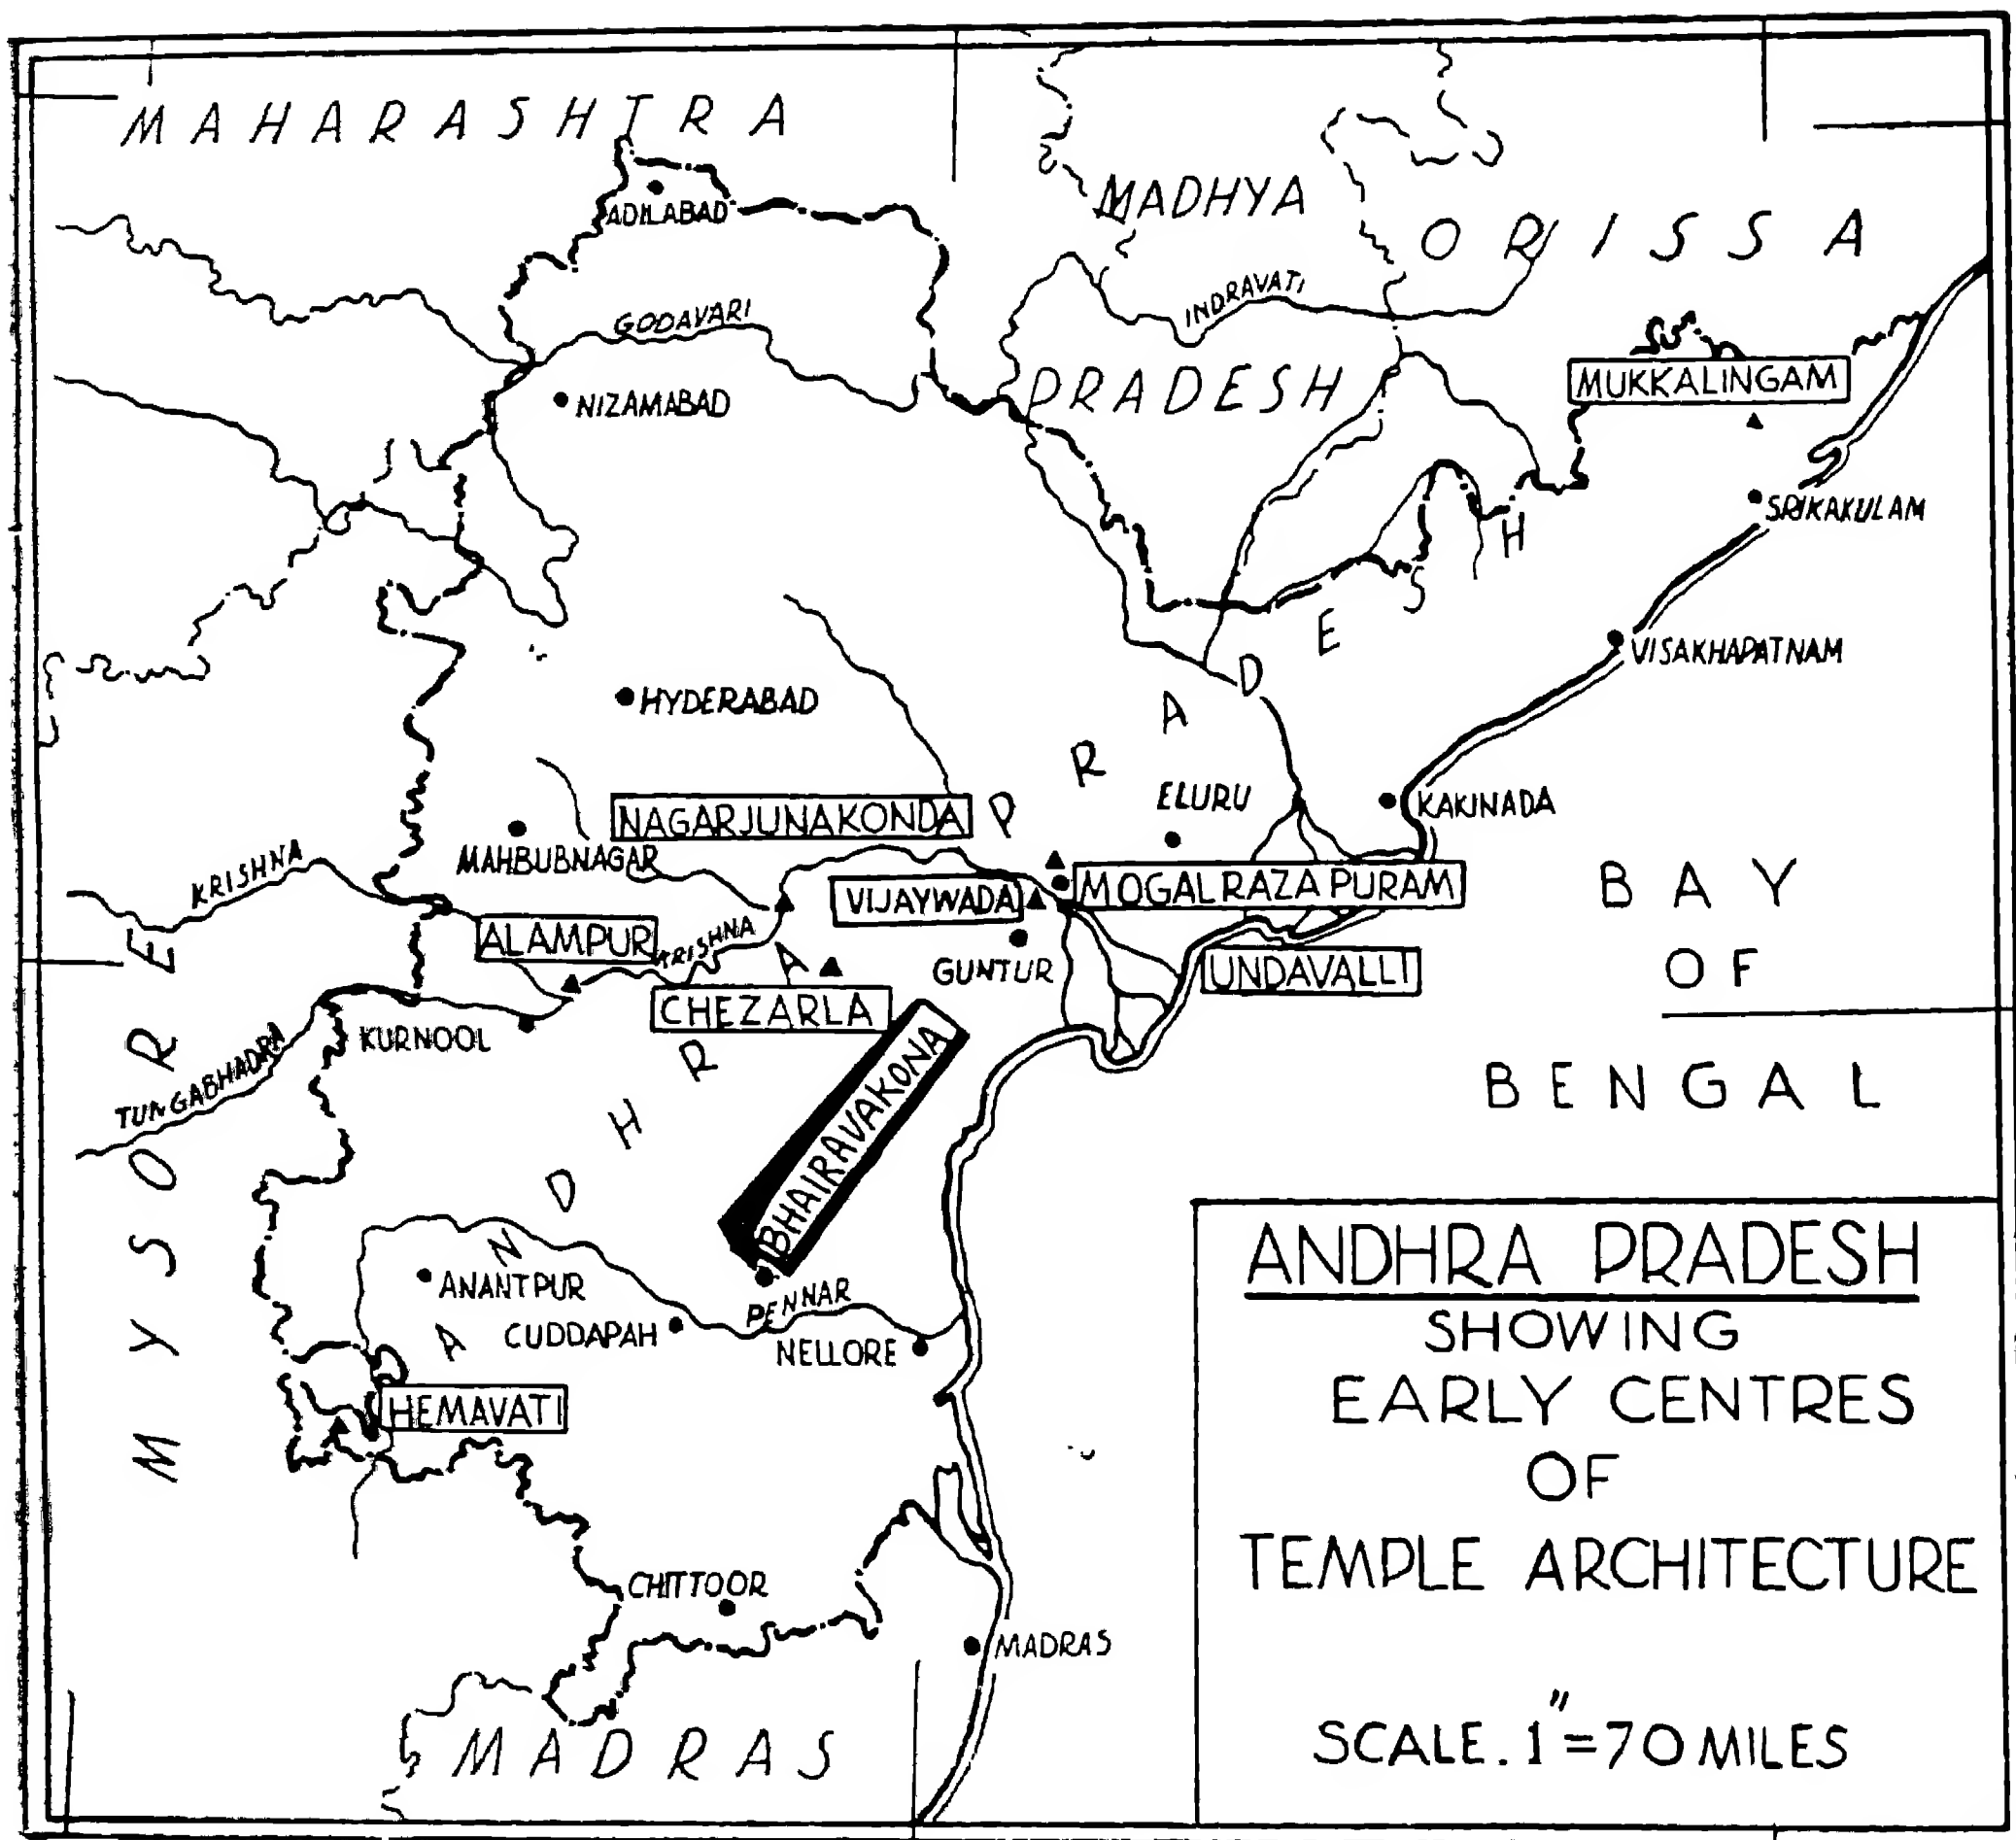 MAHARASHTRA
ADILABAD
MADHYA
ORISSA
INDRAVATI
GODAVARI
PRADESH
MUKKALINGAM
NIZAMABAD
SRIKAKULAM
VISAKHAPATNAM
HYDERABAD
ELURU
KAKINADA
NAGARJUNAKONDA
MAHBUBNAGAR
KRISHNA
VIJAYWADA
MOGALRAZAPURAM
BAY
OF
BENGAL
ALAMPUR
KRISHNA
GUNTUR
UNDAVALLI
CHEZARLA
KURNOOL
TUNGABHADRA
MYSORE
BHAIRAVAKONA
ANDHRA PRADESH
ANANTPUR
PENNAR
CUDDAPAH
NELLORE
HEMAVATI
CHITTOOR
MADRAS
MADRAS
ANDHRA PRADESH
SHOWING
EARLY CENTRES
OF
TEMPLE ARCHITECTURE
SCALE. 1"=70 MILES